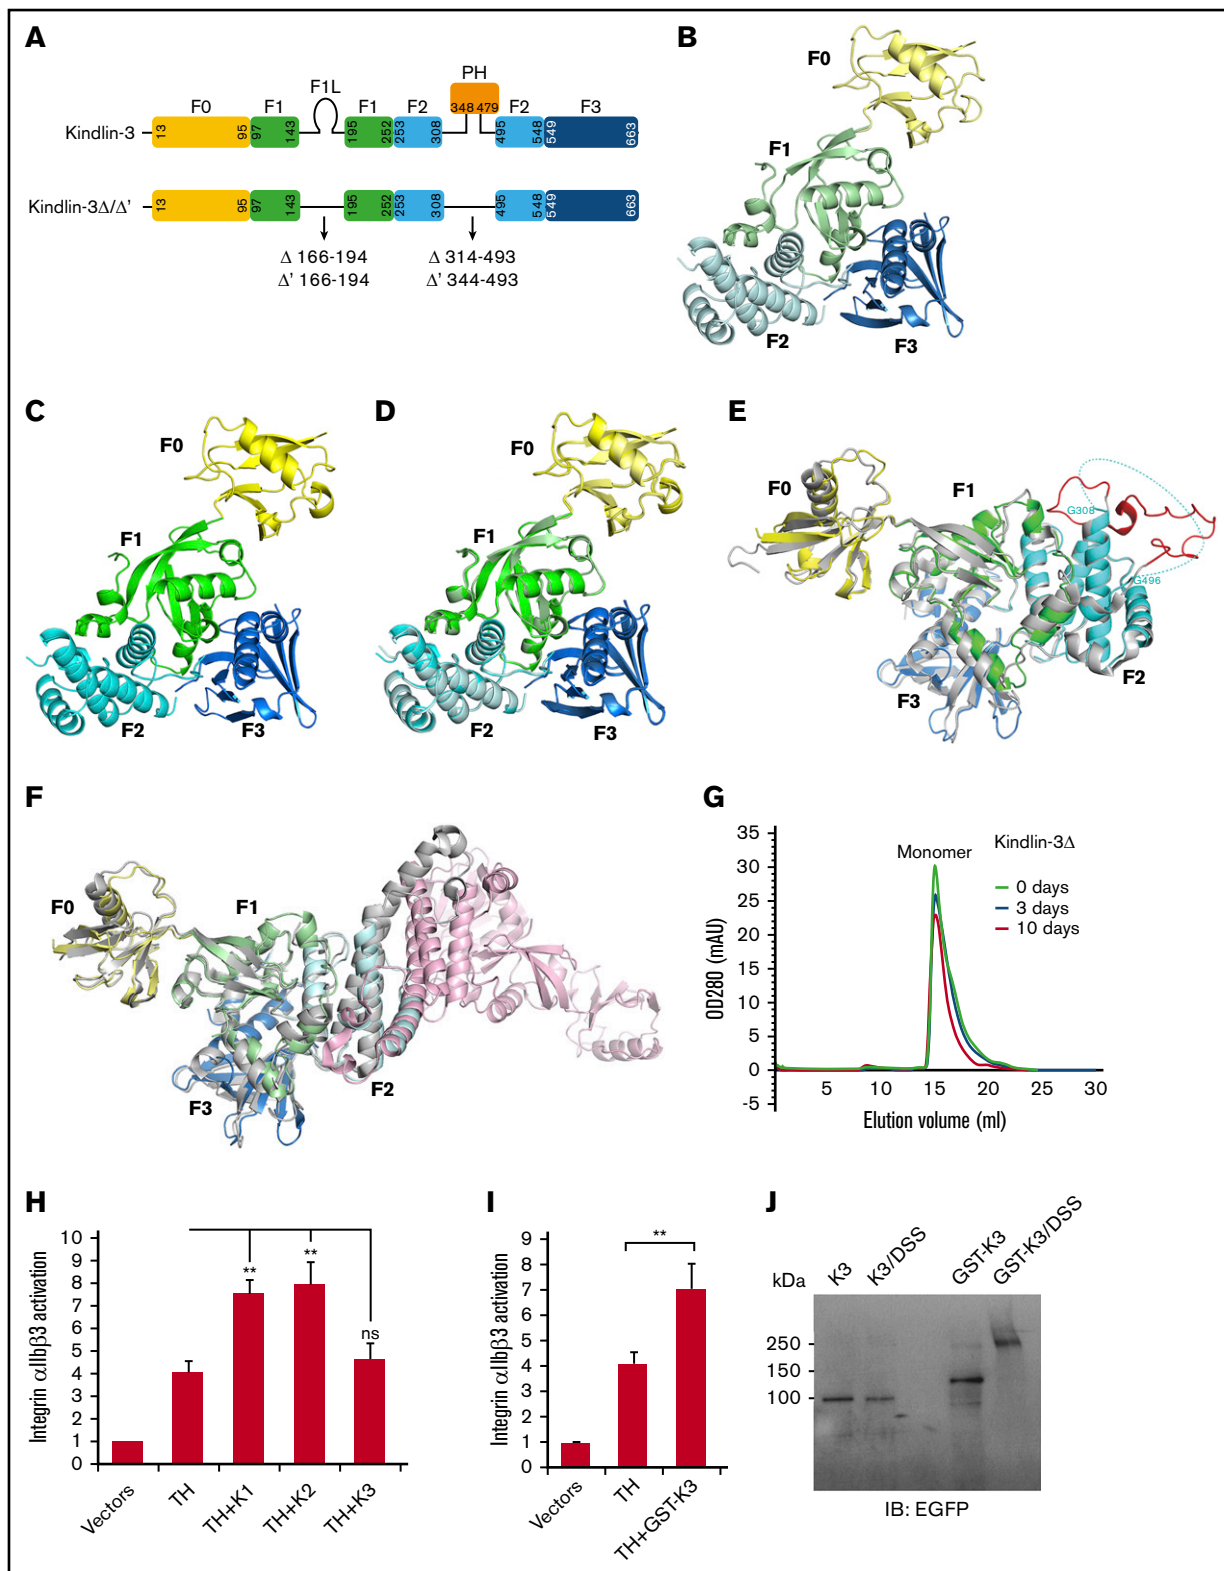 A
Kindlin-3
F0 F1 F1L F1 F2 PH F2 F3
13 95 97 143 195 252 253 308 348 479 495 548 549 663
Kindlin-3Δ/Δ'
13 95 97 143 195 252 253 308 495 548 549 663
Δ 166-194 Δ 314-493
Δ' 166-194 Δ' 344-493
B
F0
F1
F2
F3
C
F0
F1
F2
F3
D
F0
F1
F2
F3
E
F0
F1
G308
G496
F2
F3
F
F0
F1
F2
F3
G
35
30
25
20
15
10
5
0
-5
OD280 (mAU)
Monomer
Kindlin-3Δ
0 days
3 days
10 days
5 10 15 20 25 30
Elution volume (ml)
H
Integrin αIIbβ3 activation
10
9
8
7
6
5
4
3
2
1
0
** ** ns
Vectors TH TH+K1 TH+K2 TH+K3
I
Integrin αIIbβ3 activation
9
8
7
6
5
4
3
2
1
0
**
Vectors TH TH+GST-K3
J
K3 K3/DSS GST-K3 GST-K3/DSS
kDa
250
150
100
IB: EGFP